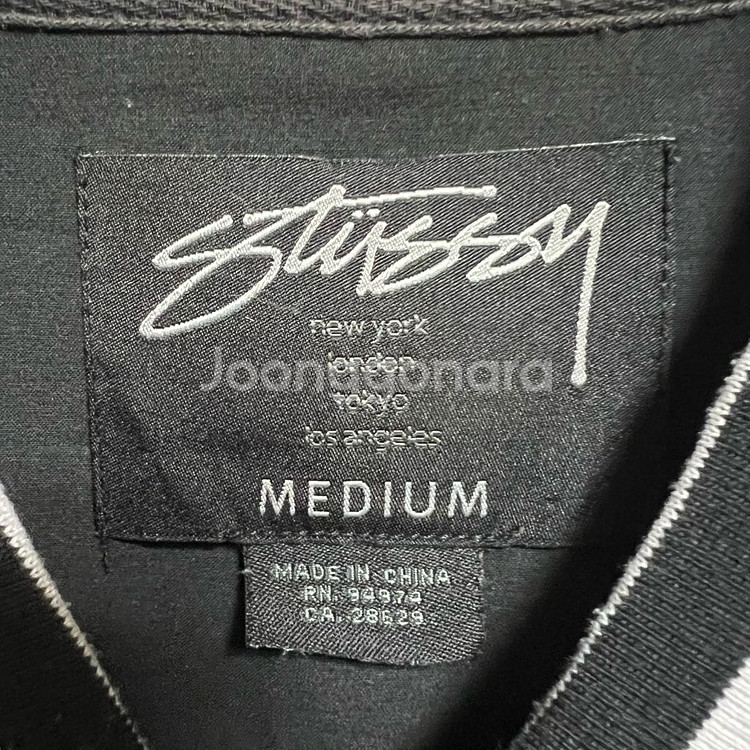 Stüssy
new york
london
Joonggonara
tokyo
los angeles
MEDIUM
MADE IN CHINA
RN. 94974
CA. 28629